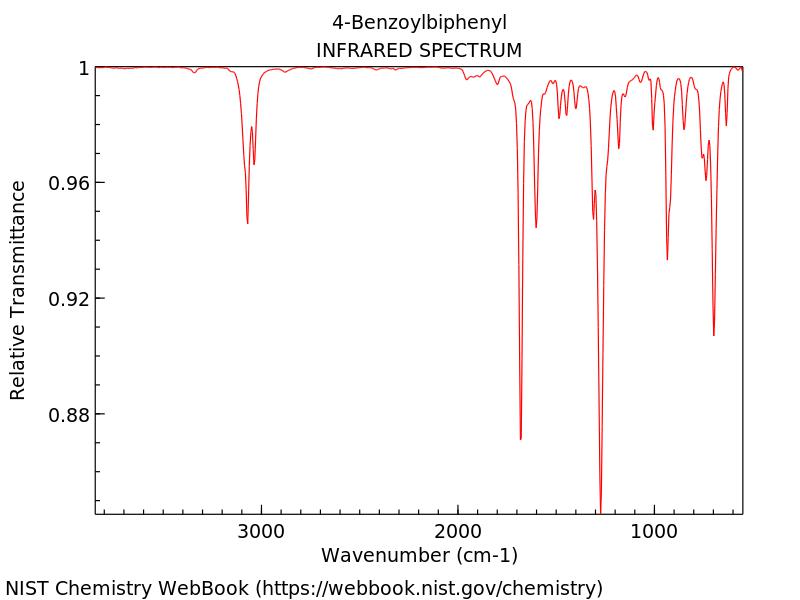 4-Benzoylbiphenyl
INFRARED SPECTRUM
1
0.96
0.92
0.88
Relative Transmittance
3000 2000 1000
Wavenumber (cm-1)
NIST Chemistry WebBook (https://webbook.nist.gov/chemistry)